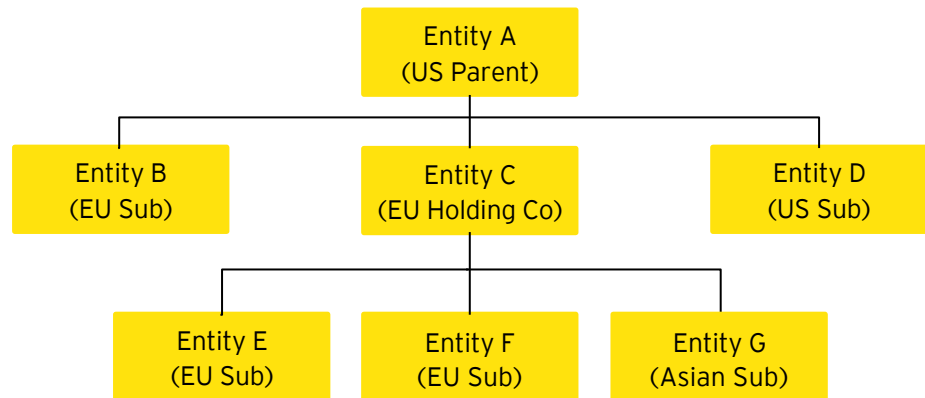 Entity A
(US Parent)
Entity B
(EU Sub)
Entity C
(EU Holding Co)
Entity D
(US Sub)
Entity E
(EU Sub)
Entity F
(EU Sub)
Entity G
(Asian Sub)